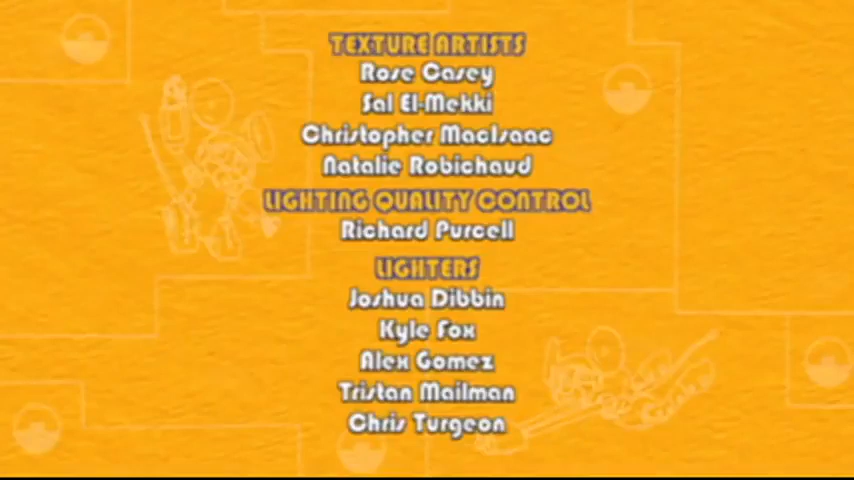 TEXTURE ARTISTS
Rose Casey
Sal El-Mekki
Christopher MacIsaac
Natalie Robichaud
LIGHTING QUALITY CONTROL
Richard Purcell
LIGHTERS
Joshua Dibbin
Kyle Fox
Alex Gomez
Tristan Mailman
Chris Turgeon